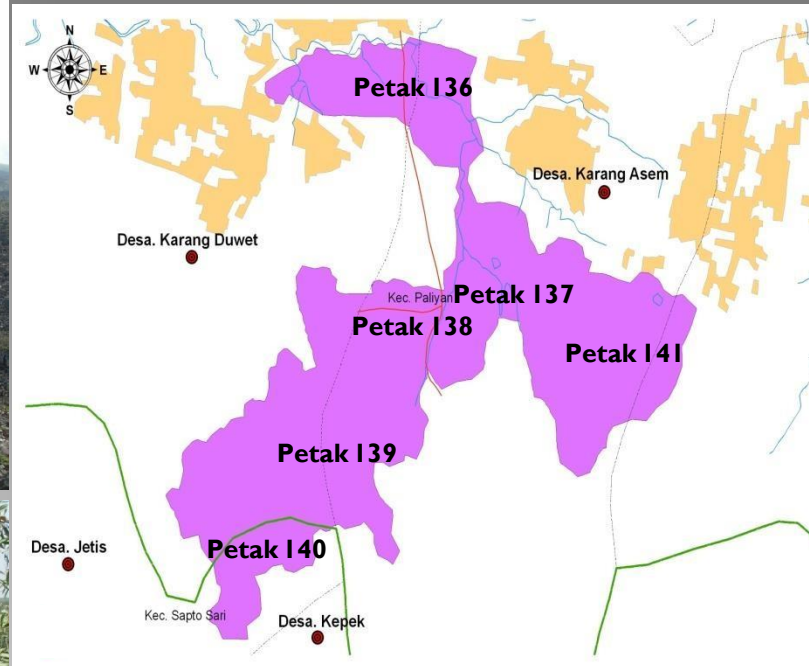 N
W E
S
Petak 136
Desa. Karang Asem
Desa. Karang Duwet
Kec. Paliyan
Petak 137
Petak 138
Petak 141
Petak 139
Desa. Jetis
Petak 140
Kec. Sapto Sari
Desa. Kepek